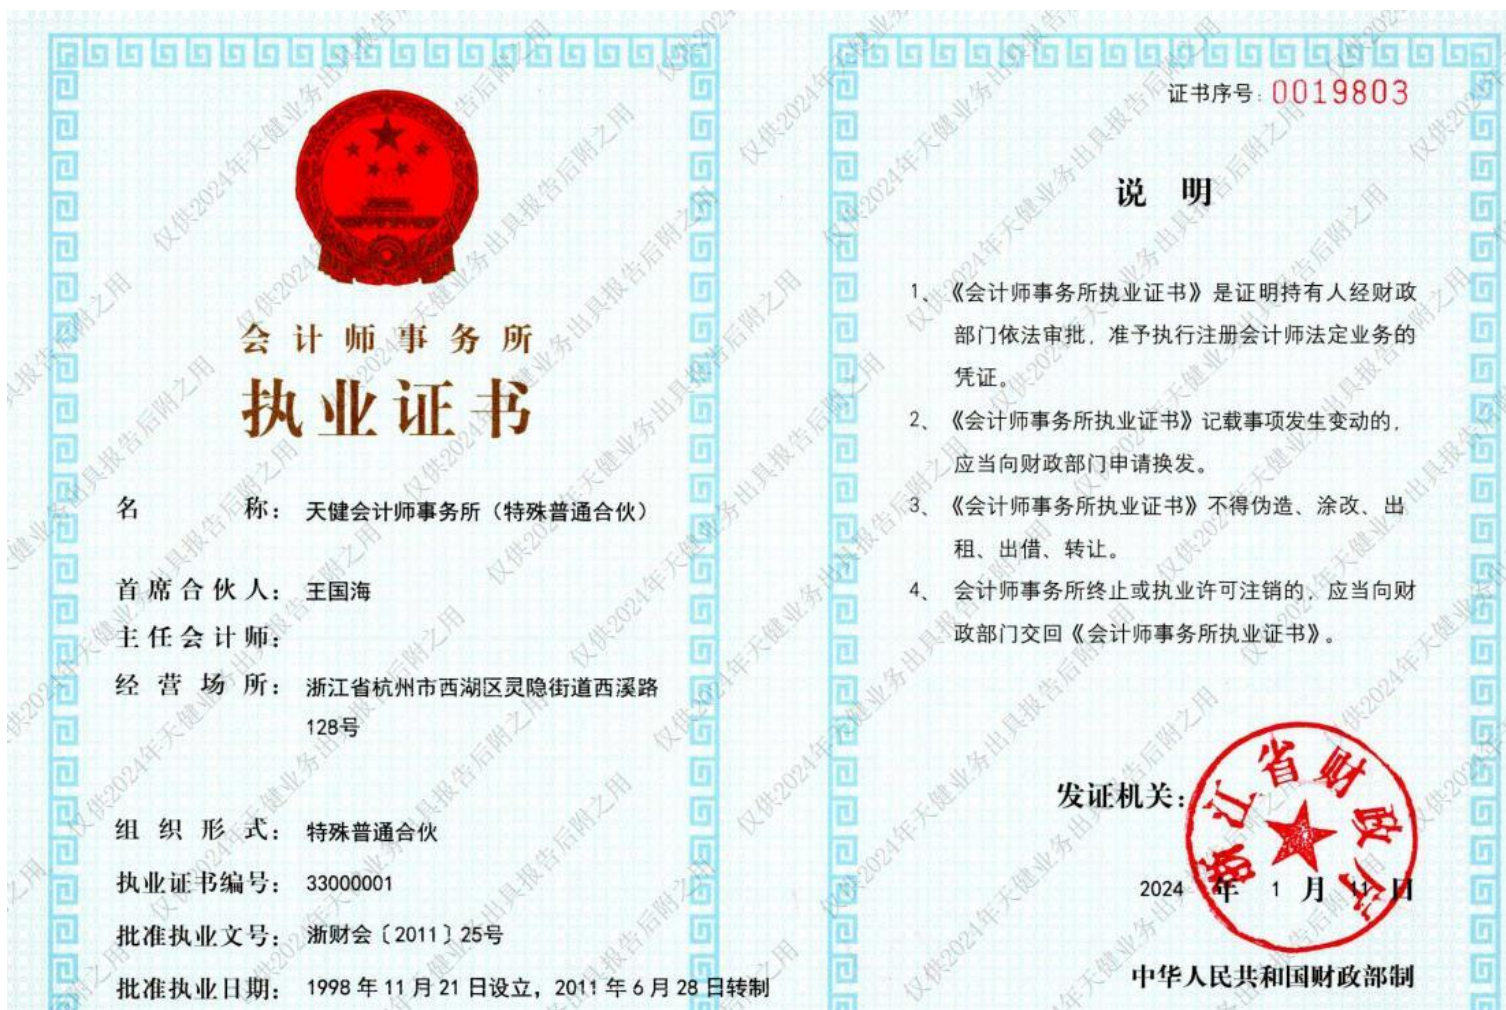 会计师事务所
执业证书
名称：天健会计师事务所（特殊普通合伙）
首席合伙人：王国海
主任会计师：
经营场所：浙江省杭州市西湖区灵隐街道西溪路
128号
组织形式：特殊普通合伙
执业证书编号：33000001
批准执业文号：浙财会〔2011〕25号
批准执业日期：1998年11月21日设立，2011年6月28日转制
证书序号：0019803
说明
1、《会计师事务所执业证书》是证明持有人经财政
部门依法审批，准予执行注册会计师法定业务的
凭证。
2、《会计师事务所执业证书》记载事项发生变动的，
应当向财政部门申请换发。
3、《会计师事务所执业证书》不得伪造、涂改、出
租、出借、转让。
4、会计师事务所终止或执业许可注销的，应当向财
政部门交回《会计师事务所执业证书》。
发证机关：
浙江省财政厅
2024年1月11日
中华人民共和国财政部制
仅供2024年天健业务出具报告后附之用